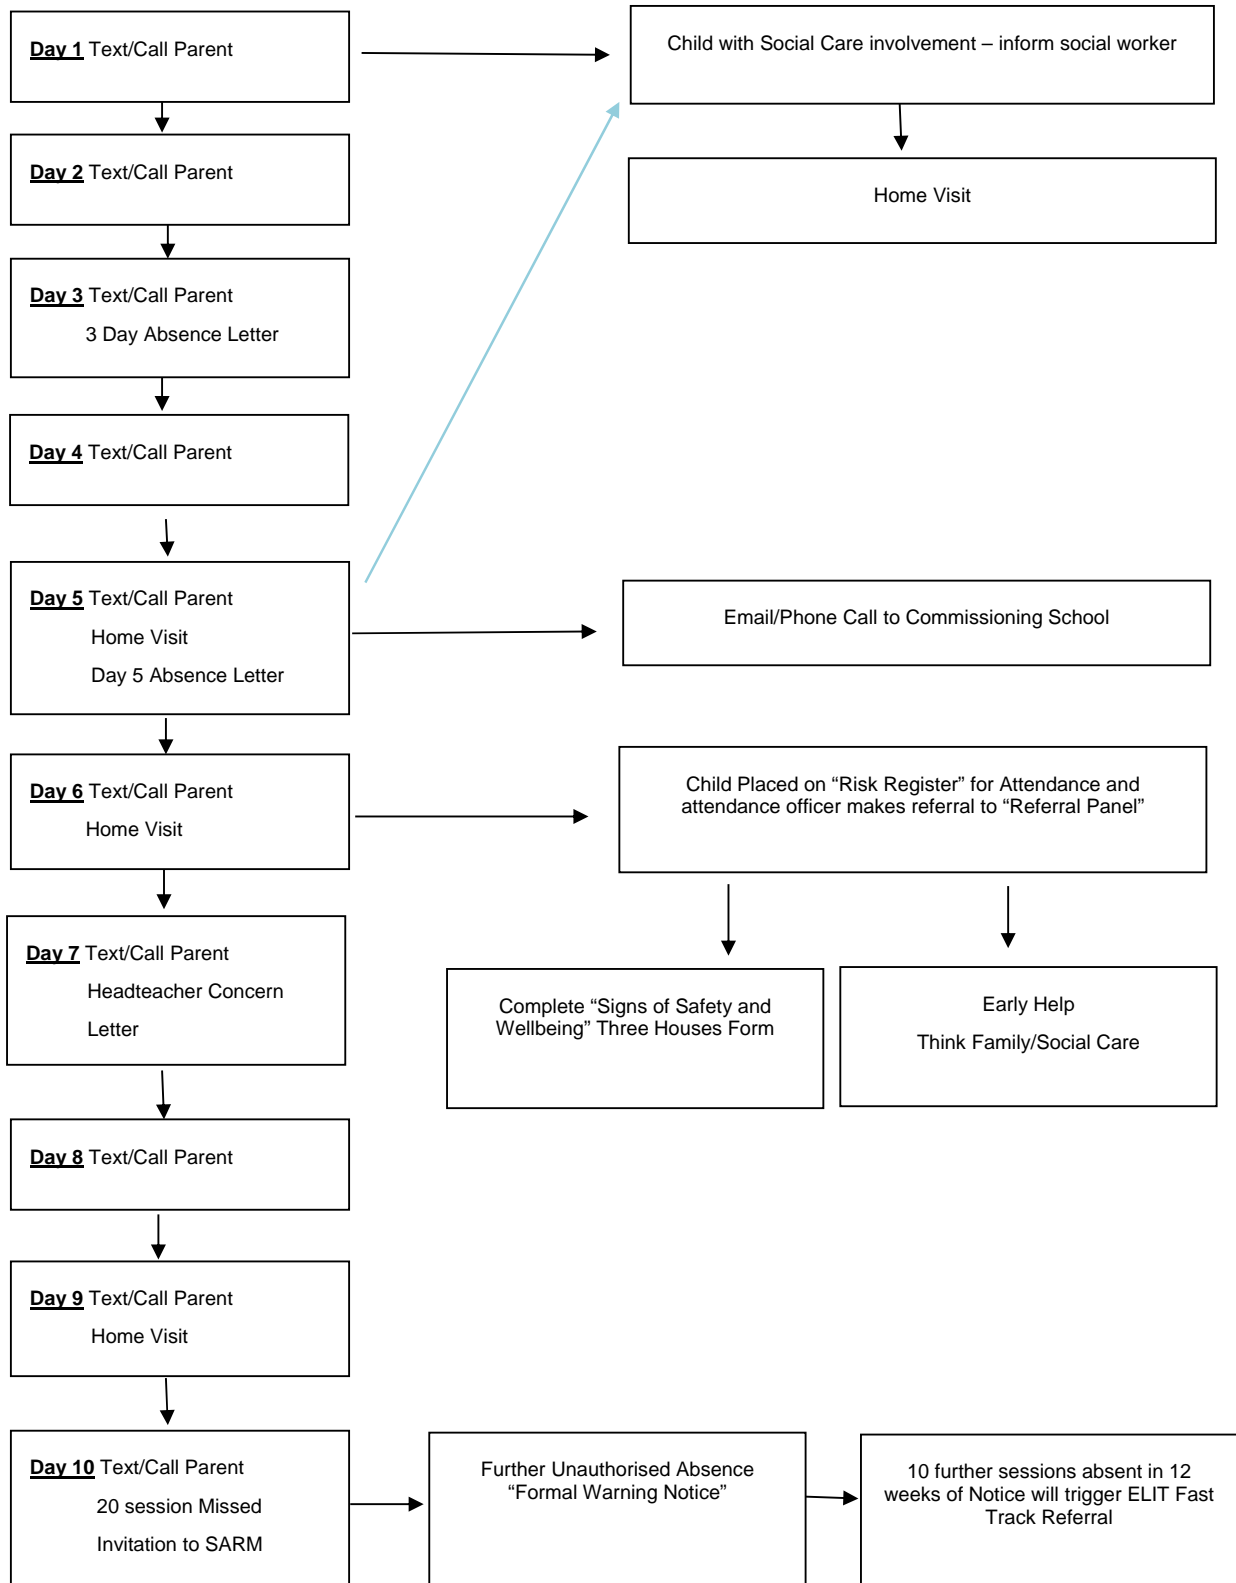 Day 1 Text/Call Parent
Child with Social Care involvement – inform social worker
Day 2 Text/Call Parent
Home Visit
Day 3 Text/Call Parent
3 Day Absence Letter
Day 4 Text/Call Parent
Day 5 Text/Call Parent
Home Visit
Day 5 Absence Letter
Email/Phone Call to Commissioning School
Day 6 Text/Call Parent
Home Visit
Child Placed on “Risk Register” for Attendance and
attendance officer makes referral to “Referral Panel”
Day 7 Text/Call Parent
Headteacher Concern
Letter
Complete “Signs of Safety and
Wellbeing” Three Houses Form
Early Help
Think Family/Social Care
Day 8 Text/Call Parent
Day 9 Text/Call Parent
Home Visit
Day 10 Text/Call Parent
20 session Missed
Invitation to SARM
Further Unauthorised Absence
“Formal Warning Notice”
10 further sessions absent in 12
weeks of Notice will trigger ELIT Fast
Track Referral